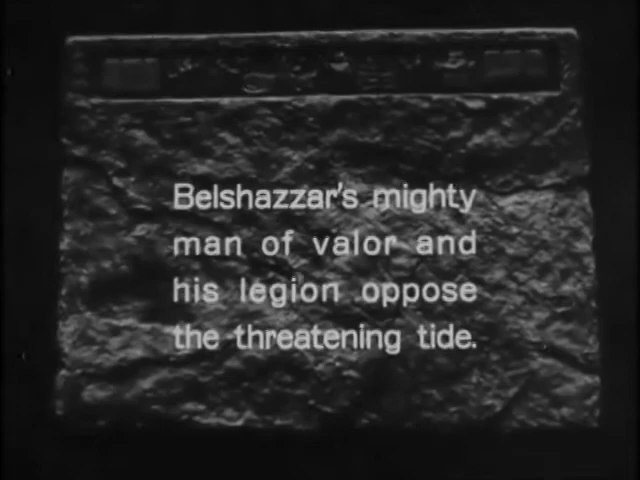 Belshazzar's mighty
man of valor and
his legion oppose
the threatening tide.